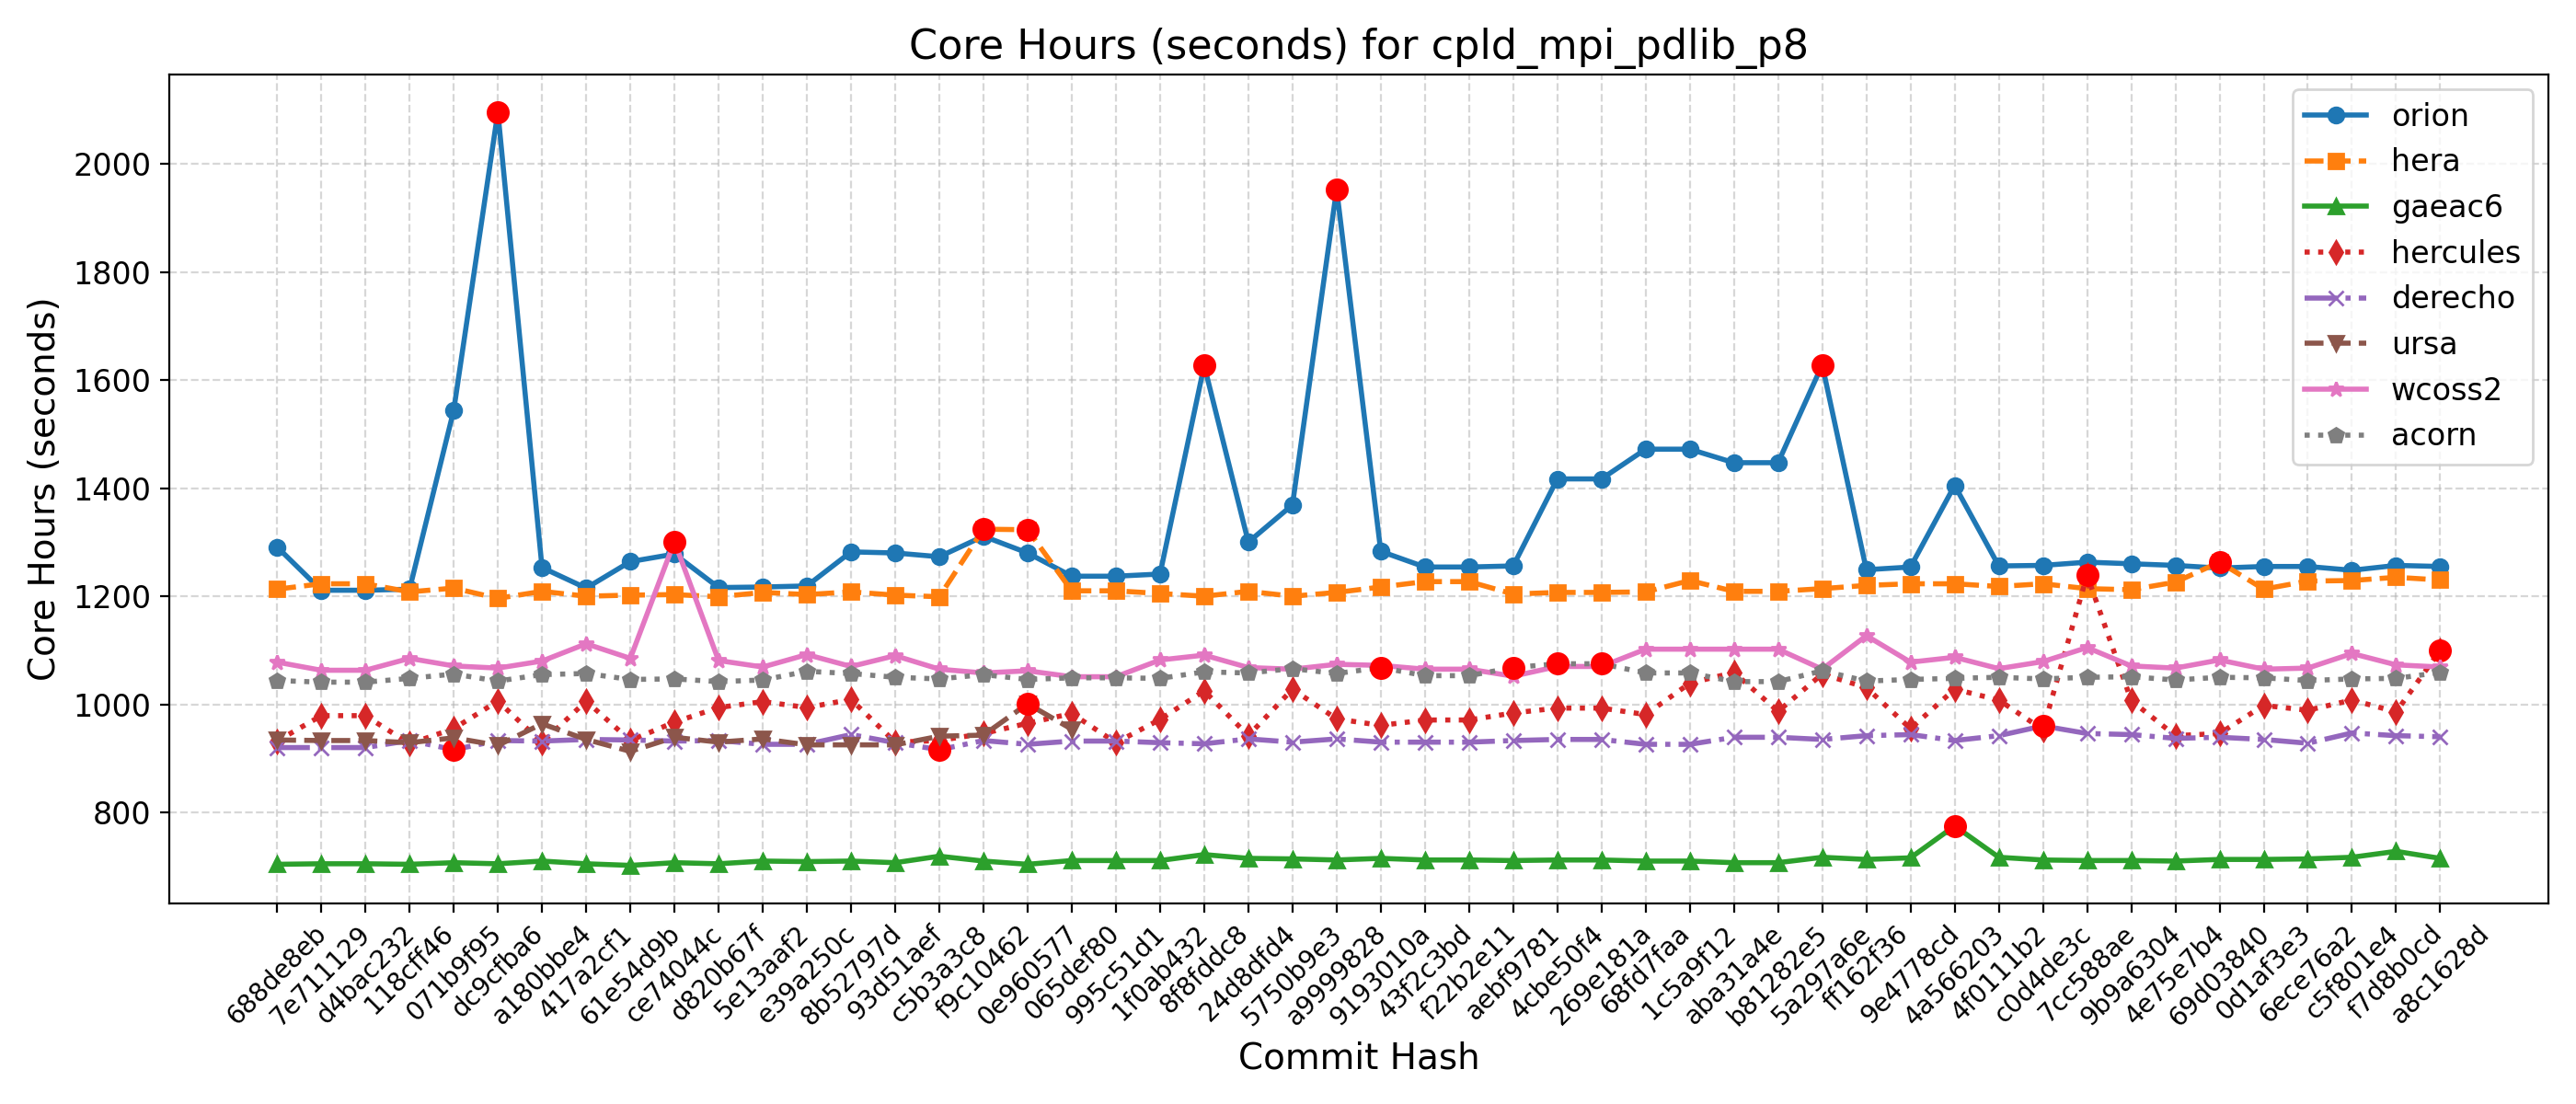 Core Hours (seconds) for cpld_mpi_pdlib_p8
Core Hours (seconds)
2000
1800
1600
1400
1200
1000
800
orion
hera
gaeac6
hercules
derecho
ursa
wcoss2
acorn
688de8eb
7e711129
d4bac232
118cff46
071b9f95
dc9cfba6
a180bbe4
417a2cf1
61e54d9b
ce74044c
d820b67f
5e13aaf2
e39a250c
8b52797d
93d51aef
c5b3a3c8
f9c10462
0e960577
065def80
995c51d1
1f0ab432
8f8fddc8
24d8dfd4
5750b9e3
a9999828
9193010a
43f2c3bd
f22b2e11
aebf9781
4cbe50f4
269e181a
68fd7faa
1c5a9f12
aba31a4e
b81282e5
5a297a6e
ff162f36
9e4778cd
4a566203
4f0111b2
c0d4de3c
7cc588ae
9b9a6304
4e75e7b4
69d03840
0d1af3e3
6ece76a2
c5f801e4
f7d8b0cd
a8c1628d
Commit Hash